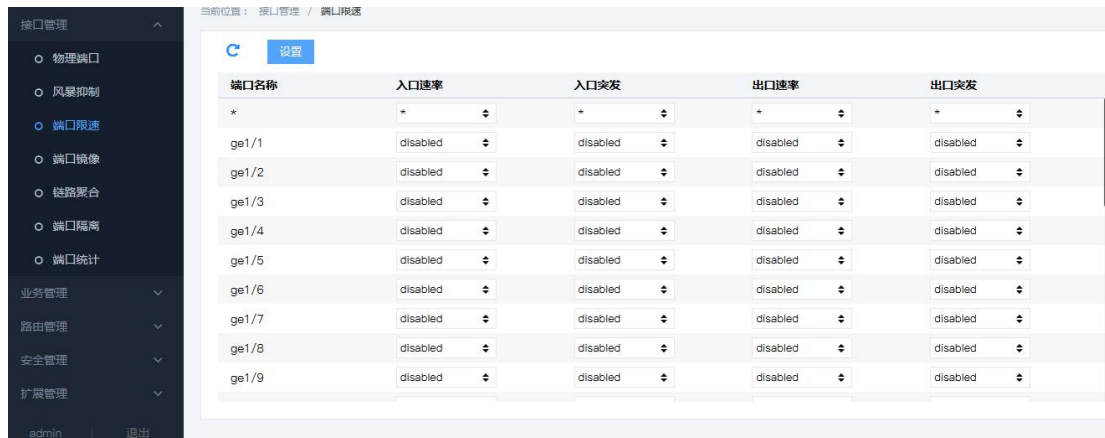 当前位置： 接口管理 / 端口限速
接口管理
物理端口
风暴抑制
端口限速
端口镜像
链路聚合
端口隔离
端口统计
业务管理
路由管理
安全管理
扩展管理
admin | 退出
设置
端口名称 入口速率 入口突发 出口速率 出口突发
* * * * *
ge1/1 disabled disabled disabled disabled
ge1/2 disabled disabled disabled disabled
ge1/3 disabled disabled disabled disabled
ge1/4 disabled disabled disabled disabled
ge1/5 disabled disabled disabled disabled
ge1/6 disabled disabled disabled disabled
ge1/7 disabled disabled disabled disabled
ge1/8 disabled disabled disabled disabled
ge1/9 disabled disabled disabled disabled